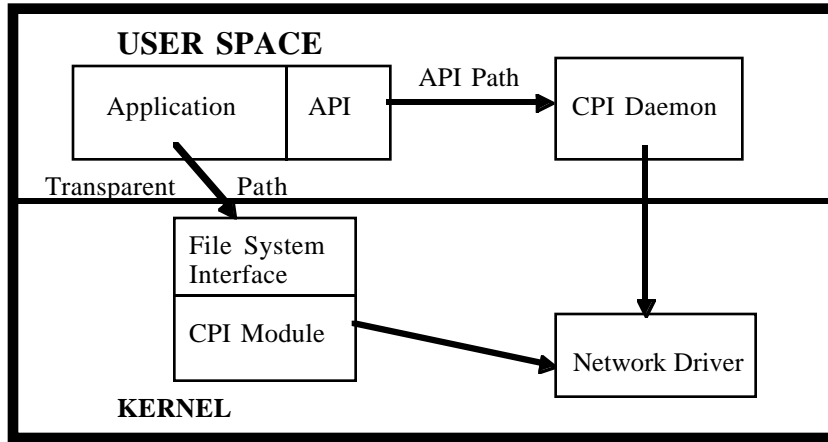 USER SPACE
API Path
Application
API
CPI Daemon
Transparent Path
File System
Interface
CPI Module
Network Driver
KERNEL